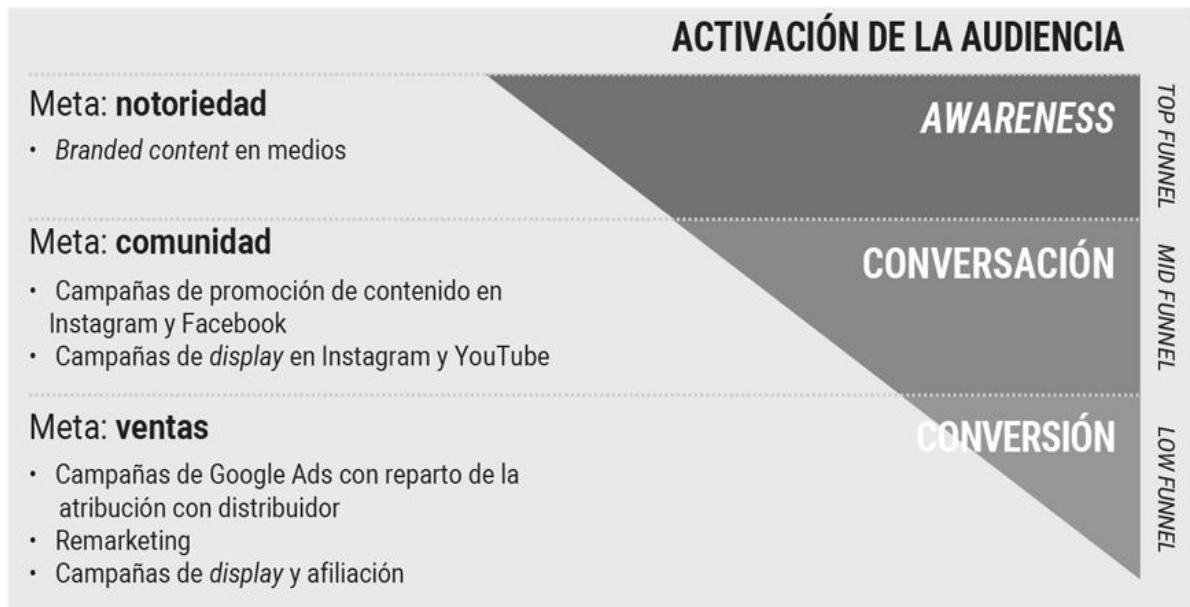 ACTIVACIÓN DE LA AUDIENCIA
Meta: notoriedad
• Branded content en medios
AWARENESS
TOP FUNNEL
Meta: comunidad
• Campañas de promoción de contenido en
Instagram y Facebook
• Campañas de display en Instagram y YouTube
CONVERSACIÓN
MID FUNNEL
Meta: ventas
• Campañas de Google Ads con reparto de la
atribución con distribuidor
• Remarketing
• Campañas de display y afiliación
CONVERSIÓN
LOW FUNNEL